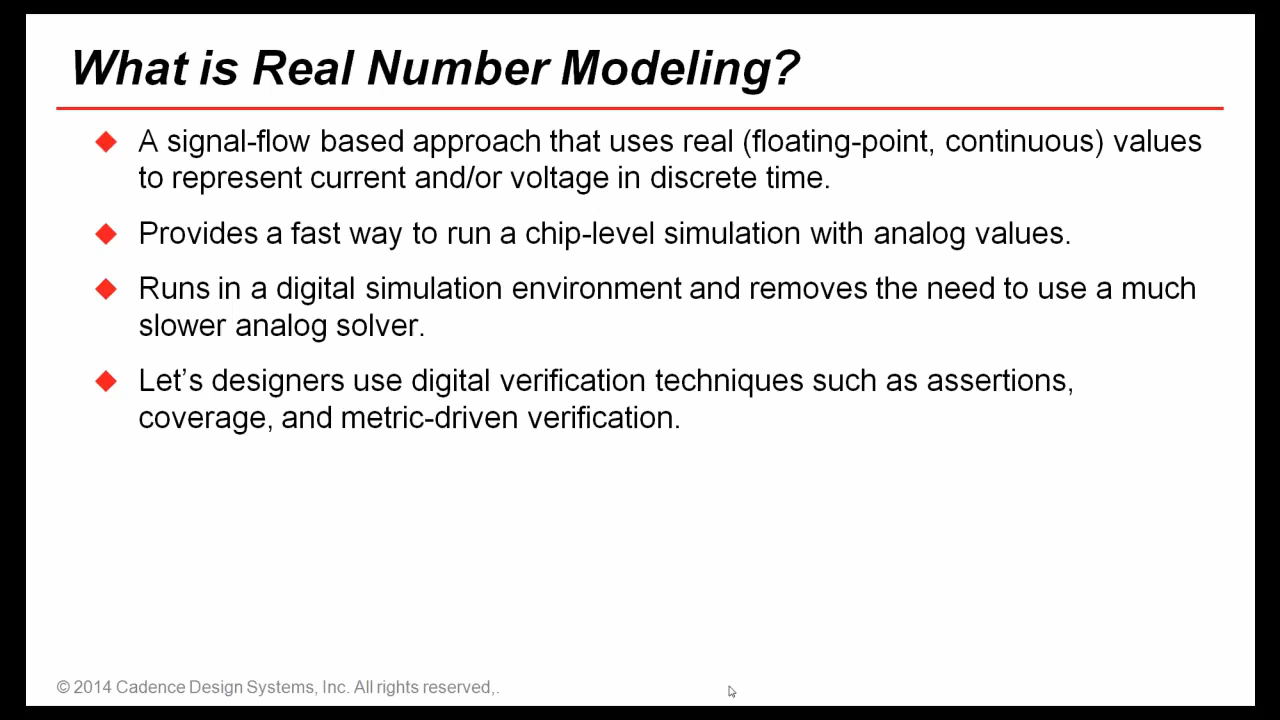 What is Real Number Modeling?
A signal-flow based approach that uses real (floating-point, continuous) values
to represent current and/or voltage in discrete time.
Provides a fast way to run a chip-level simulation with analog values.
Runs in a digital simulation environment and removes the need to use a much
slower analog solver.
Let’s designers use digital verification techniques such as assertions,
coverage, and metric-driven verification.
© 2014 Cadence Design Systems, Inc. All rights reserved,.